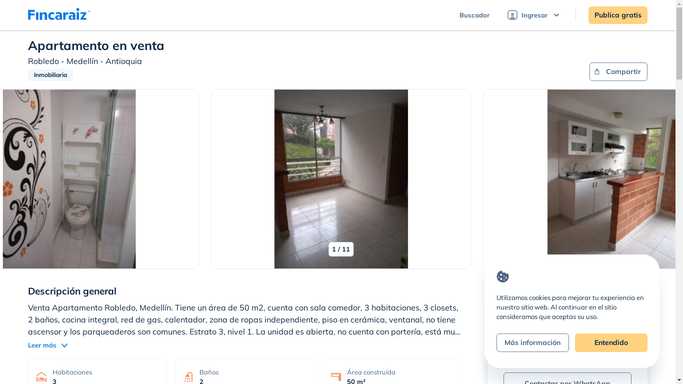 Fincaraiz
Buscador
Ingresar
Publica gratis
Apartamento en venta
Robledo - Medellín - Antioquia
Inmobiliaria
Compartir
1 / 11
Descripción general
Venta Apartamento Robledo, Medellín. Tiene un área de 50 m2, cuenta con sala comedor, 3 habitaciones, 3 closets,
2 baños, cocina integral, red de gas, calentador, zona de ropas independiente, piso en cerámica, ventanal, no tiene
ascensor y los parqueaderos son comunes. Estrato 3, nivel 1. La unidad es abierta, no cuenta con portería, está mu...
Leer más
Habitaciones
3
Baños
2
Área construida
50 m²
Utilizamos cookies para mejorar tu experiencia en
nuestro sitio web. Al continuar en el sitio
consideramos que aceptas su uso.
Más información
Entendido
Contactar por WhatsApp